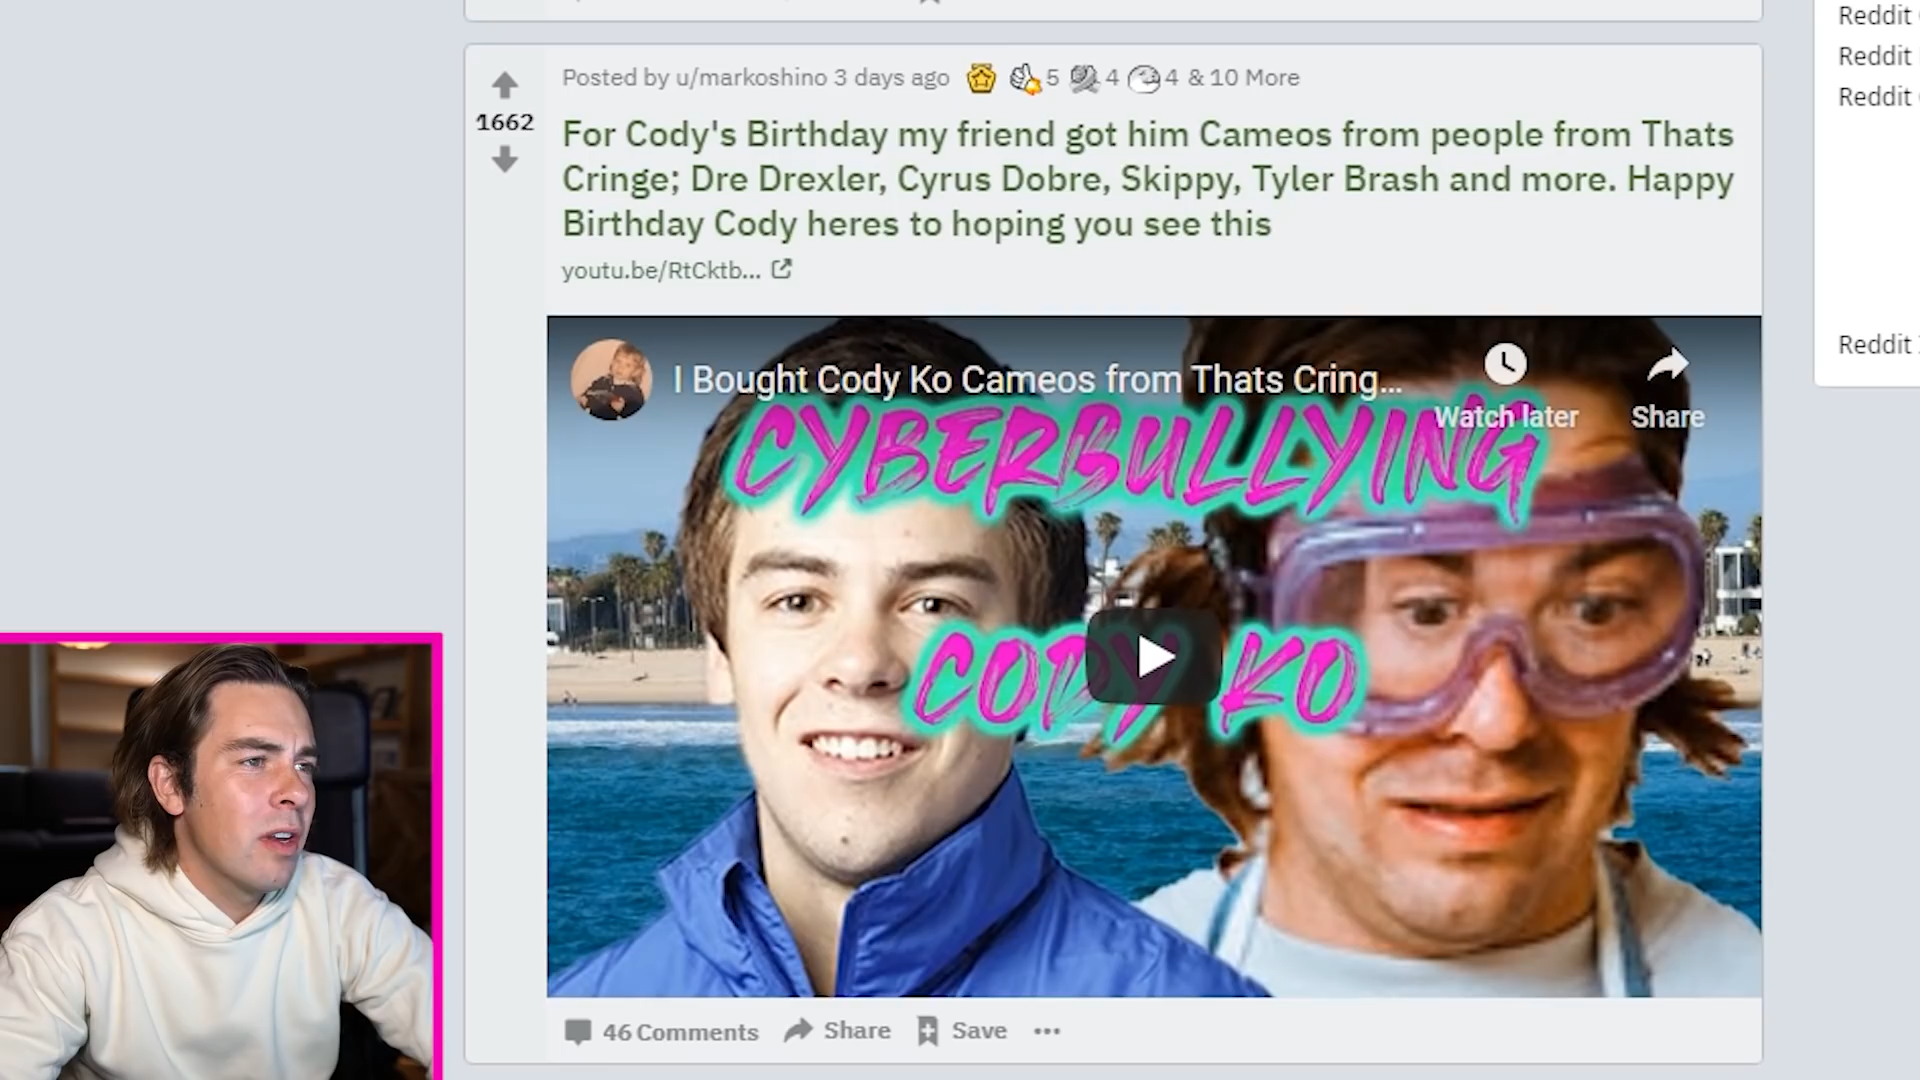 Posted by u/markoshino 3 days ago 5 4 4 & 10 More
1662
For Cody's Birthday my friend got him Cameos from people from Thats
Cringe; Dre Drexler, Cyrus Dobre, Skippy, Tyler Brash and more. Happy
Birthday Cody heres to hoping you see this
youtu.be/RtCktb...
I Bought Cody Ko Cameos from Thats Cring...
Watch later
Share
CYBERBULLYING
CODY KO
46 Comments
Share
Save
Reddit
Reddit
Reddit
Reddit